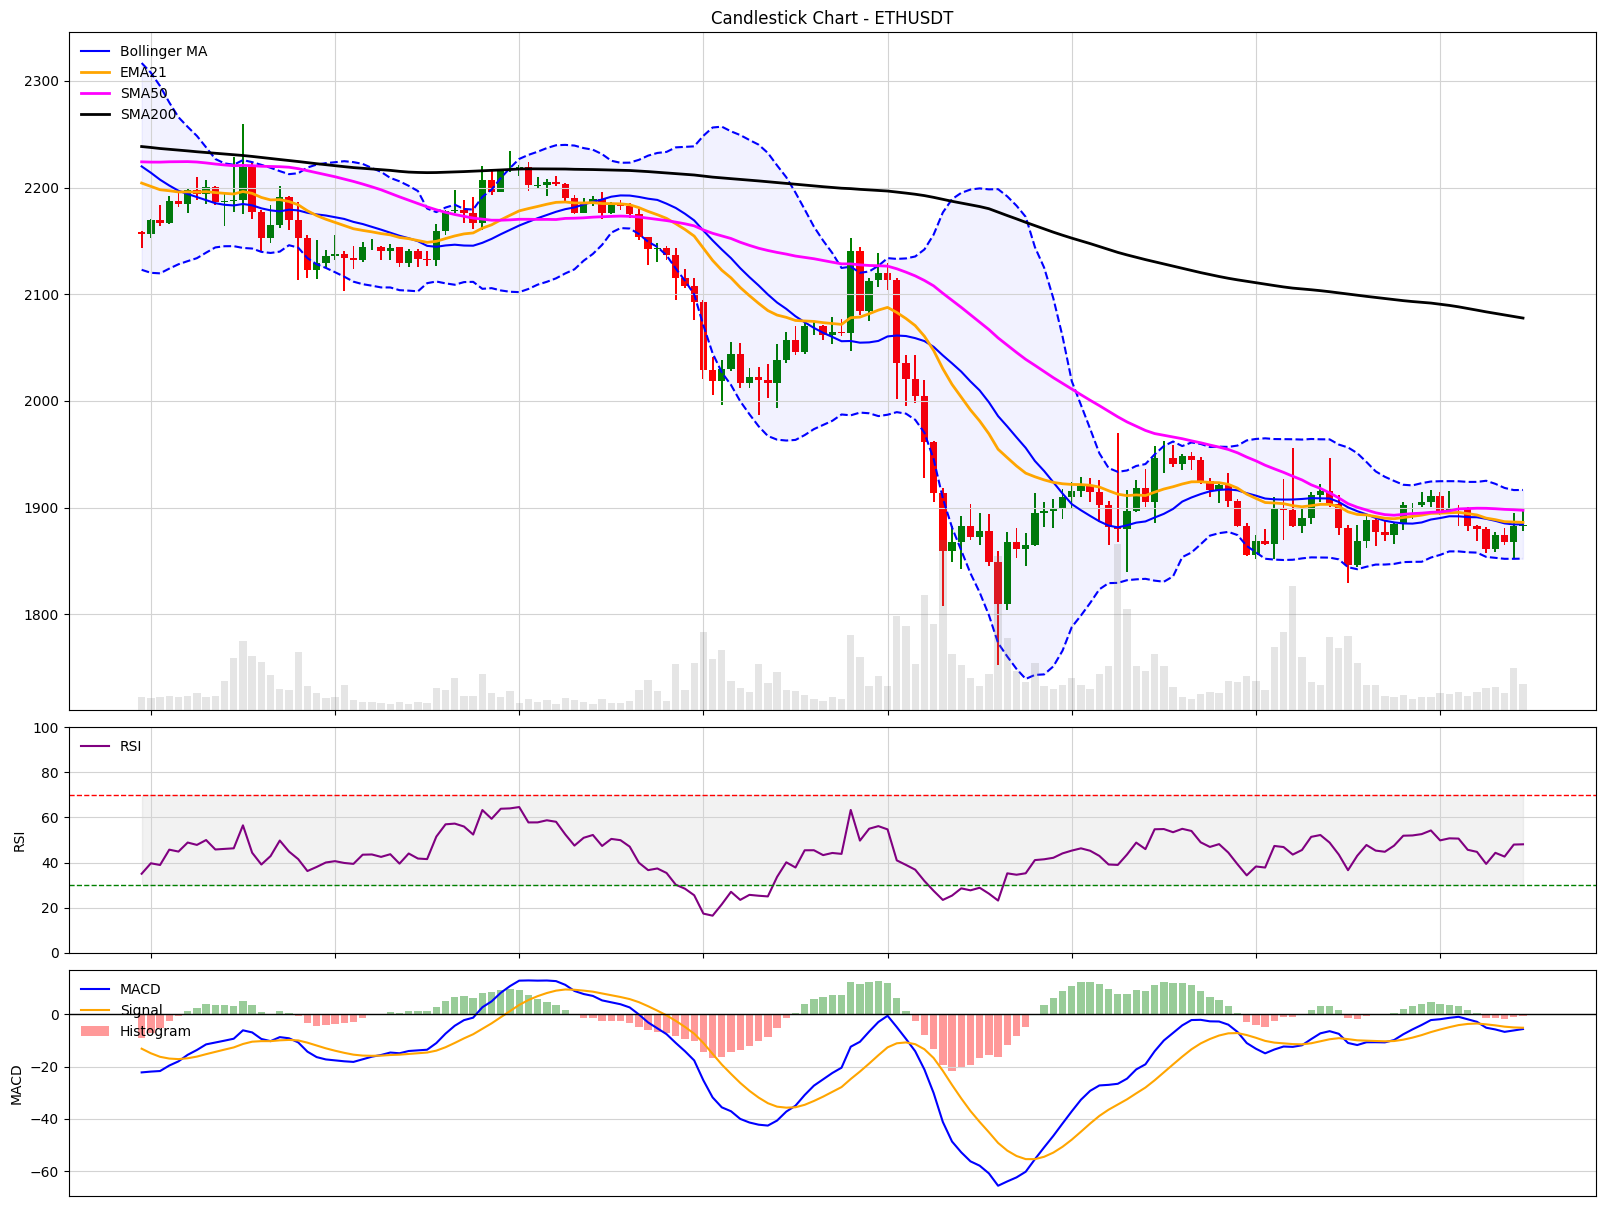 Candlestick Chart - ETHUSDT
Bollinger MA
EMA21
SMA50
SMA200
2300
2200
2100
2000
1900
1800
RSI
100
80
60
40
20
0
RSI
MACD
Signal
Histogram
0
−20
−40
−60
MACD